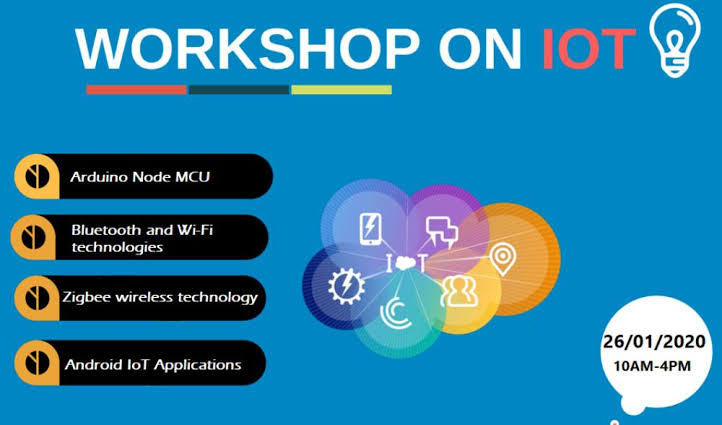 WORKSHOP ON IOT
Arduino Node MCU
Bluetooth and Wi-Fi
technologies
Zigbee wireless technology
Android IoT Applications
I T
26/01/2020
10AM-4PM